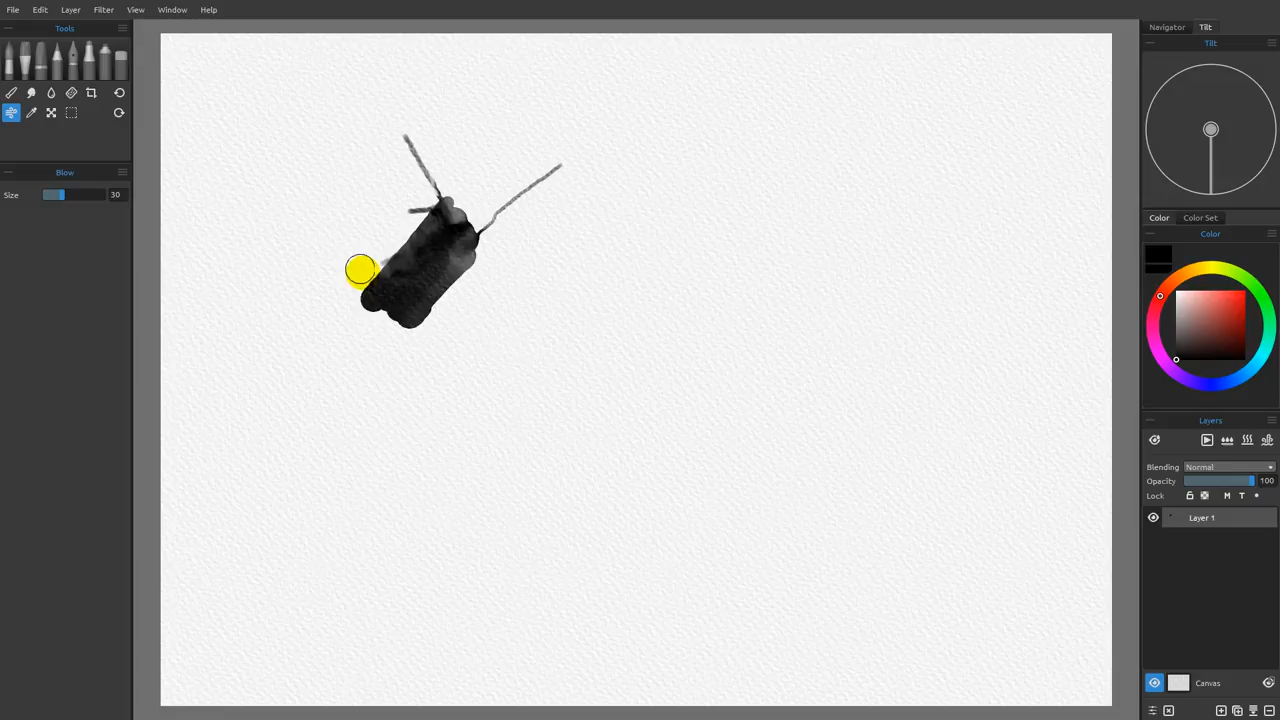 File Edit Layer Filter View Window Help
Tools
Blow
Size 30
Navigator Tilt
Tilt
Color Color Set
Color
Layers
Blending Normal
Opacity 100
Lock M T
Layer 1
Canvas